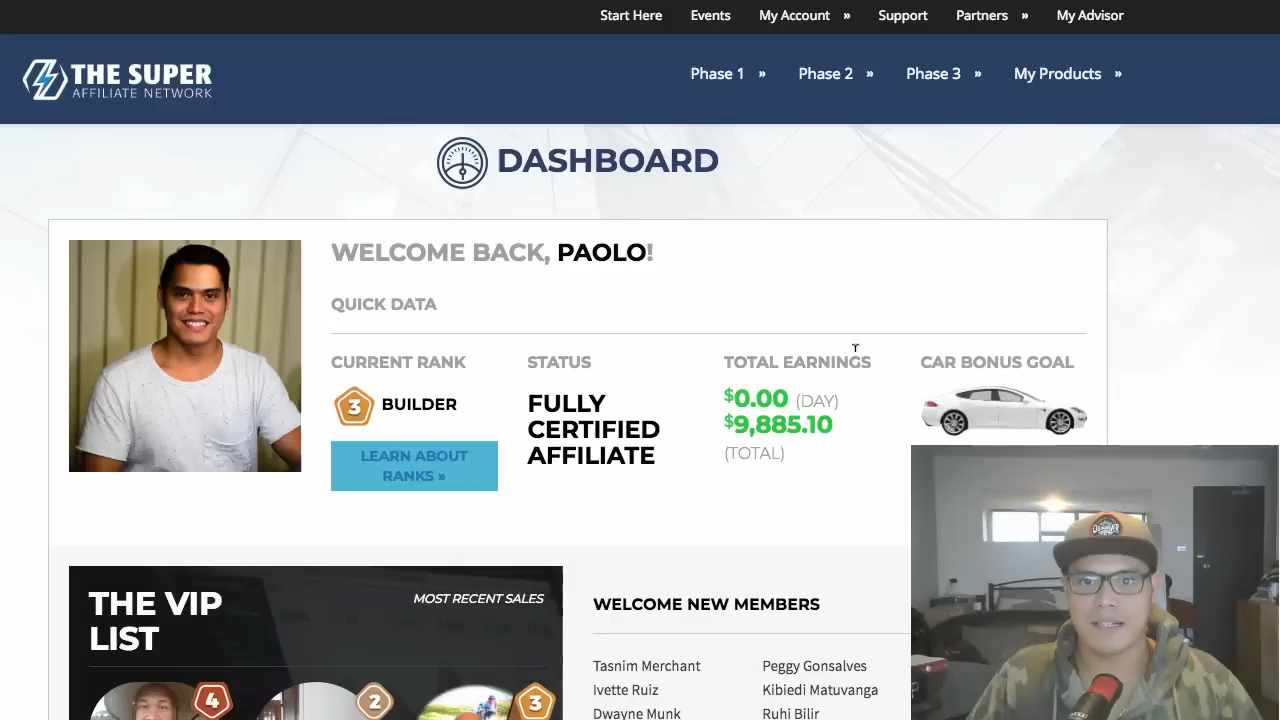 Start Here Events My Account » Support Partners » My Advisor
THE SUPER
AFFILIATE NETWORK
Phase 1 » Phase 2 » Phase 3 » My Products »
DASHBOARD
WELCOME BACK, PAOLO!
QUICK DATA
CURRENT RANK
3 BUILDER
LEARN ABOUT
RANKS »
STATUS
FULLY
CERTIFIED
AFFILIATE
TOTAL EARNINGS
$0.00 (DAY)
$9,885.10
(TOTAL)
CAR BONUS GOAL
THE VIP
LIST
MOST RECENT SALES
4
2
3
WELCOME NEW MEMBERS
Tasnim Merchant Peggy Gonsalves
Ivette Ruiz Kibiedi Matuvanga
Dwayne Munk Ruhi Bilir